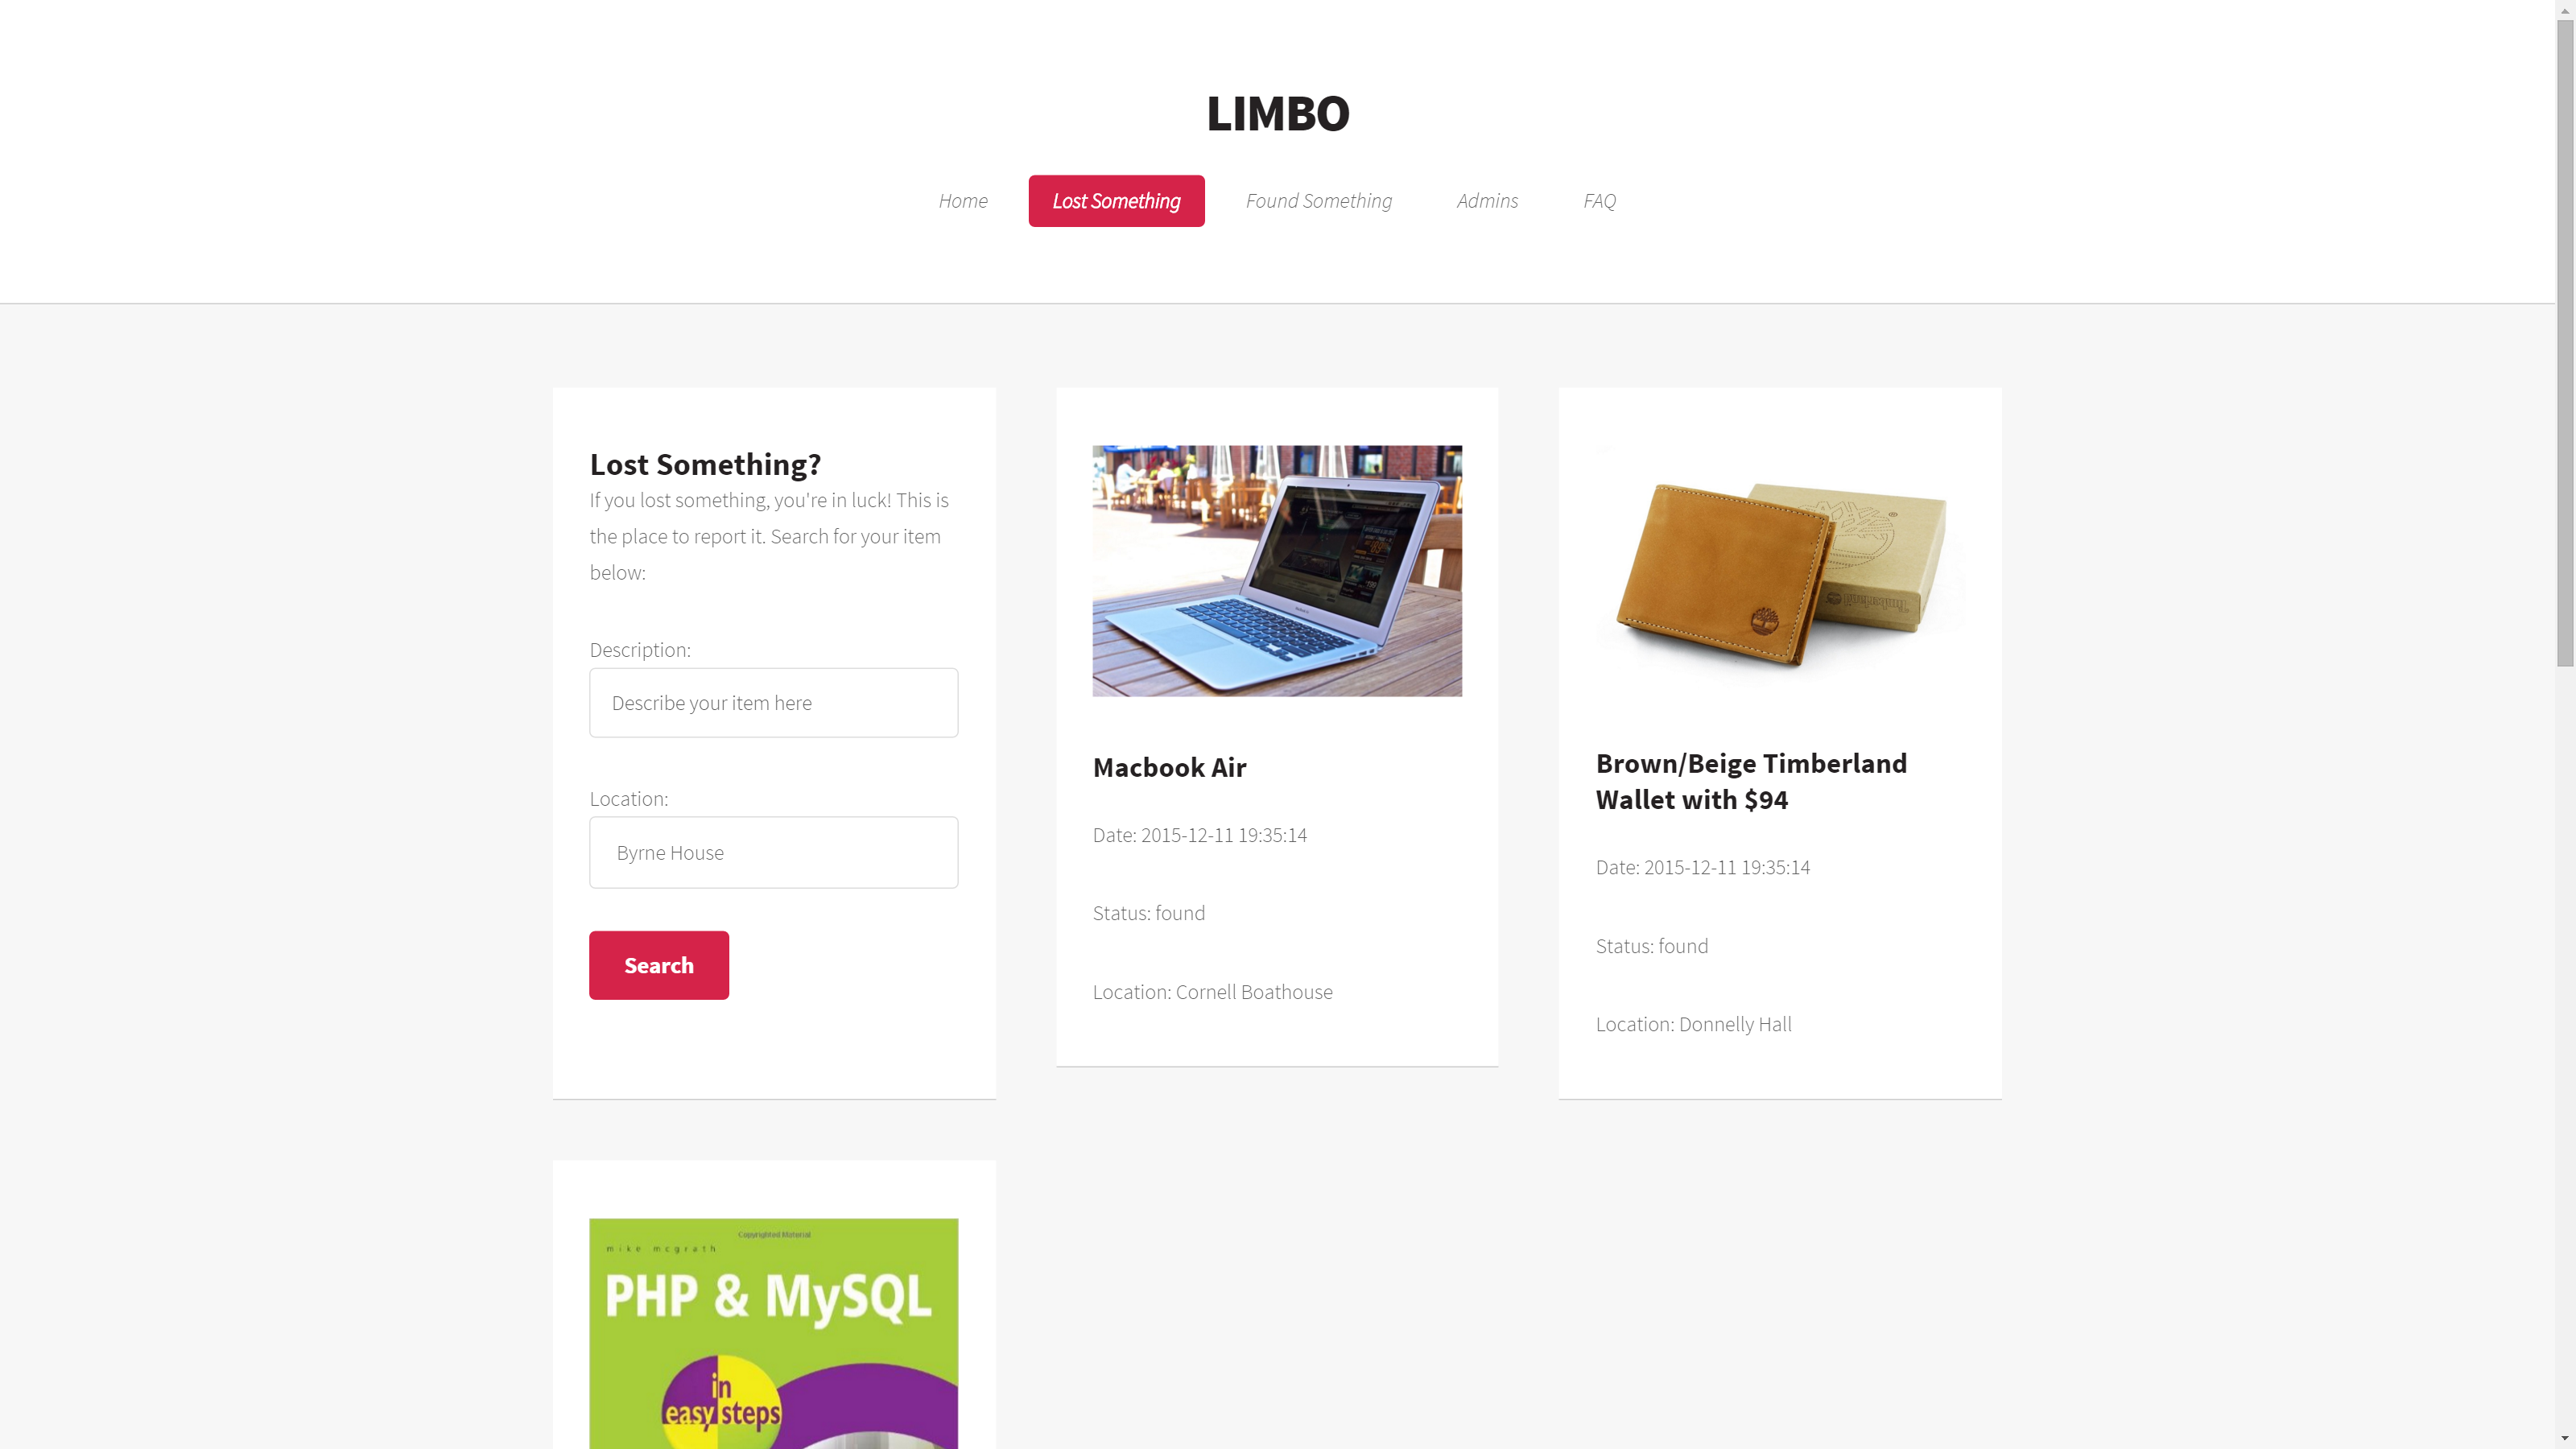 LIMBO
Home
Lost Something
Found Something
Admins
FAQ
Lost Something?
If you lost something, you're in luck! This is
the place to report it. Search for your item
below:
Description:
Describe your item here
Location:
Byrne House
Search
Macbook Air
Date: 2015-12-11 19:35:14
Status: found
Location: Cornell Boathouse
Brown/Beige Timberland
Wallet with $94
Date: 2015-12-11 19:35:14
Status: found
Location: Donnelly Hall
Copyrighted Material
mike mcgrath
PHP & MySQL
in
easy steps